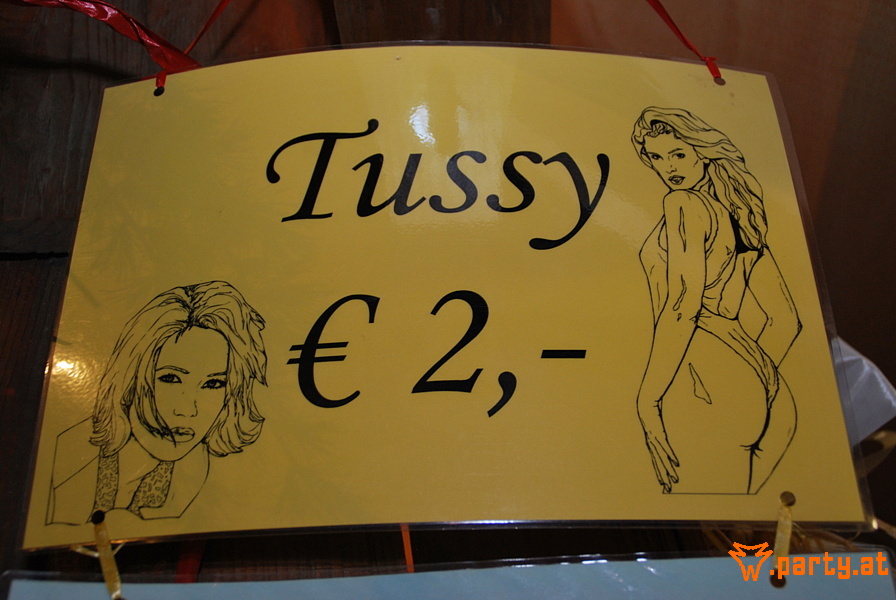 Tussy
€ 2,-
party.at